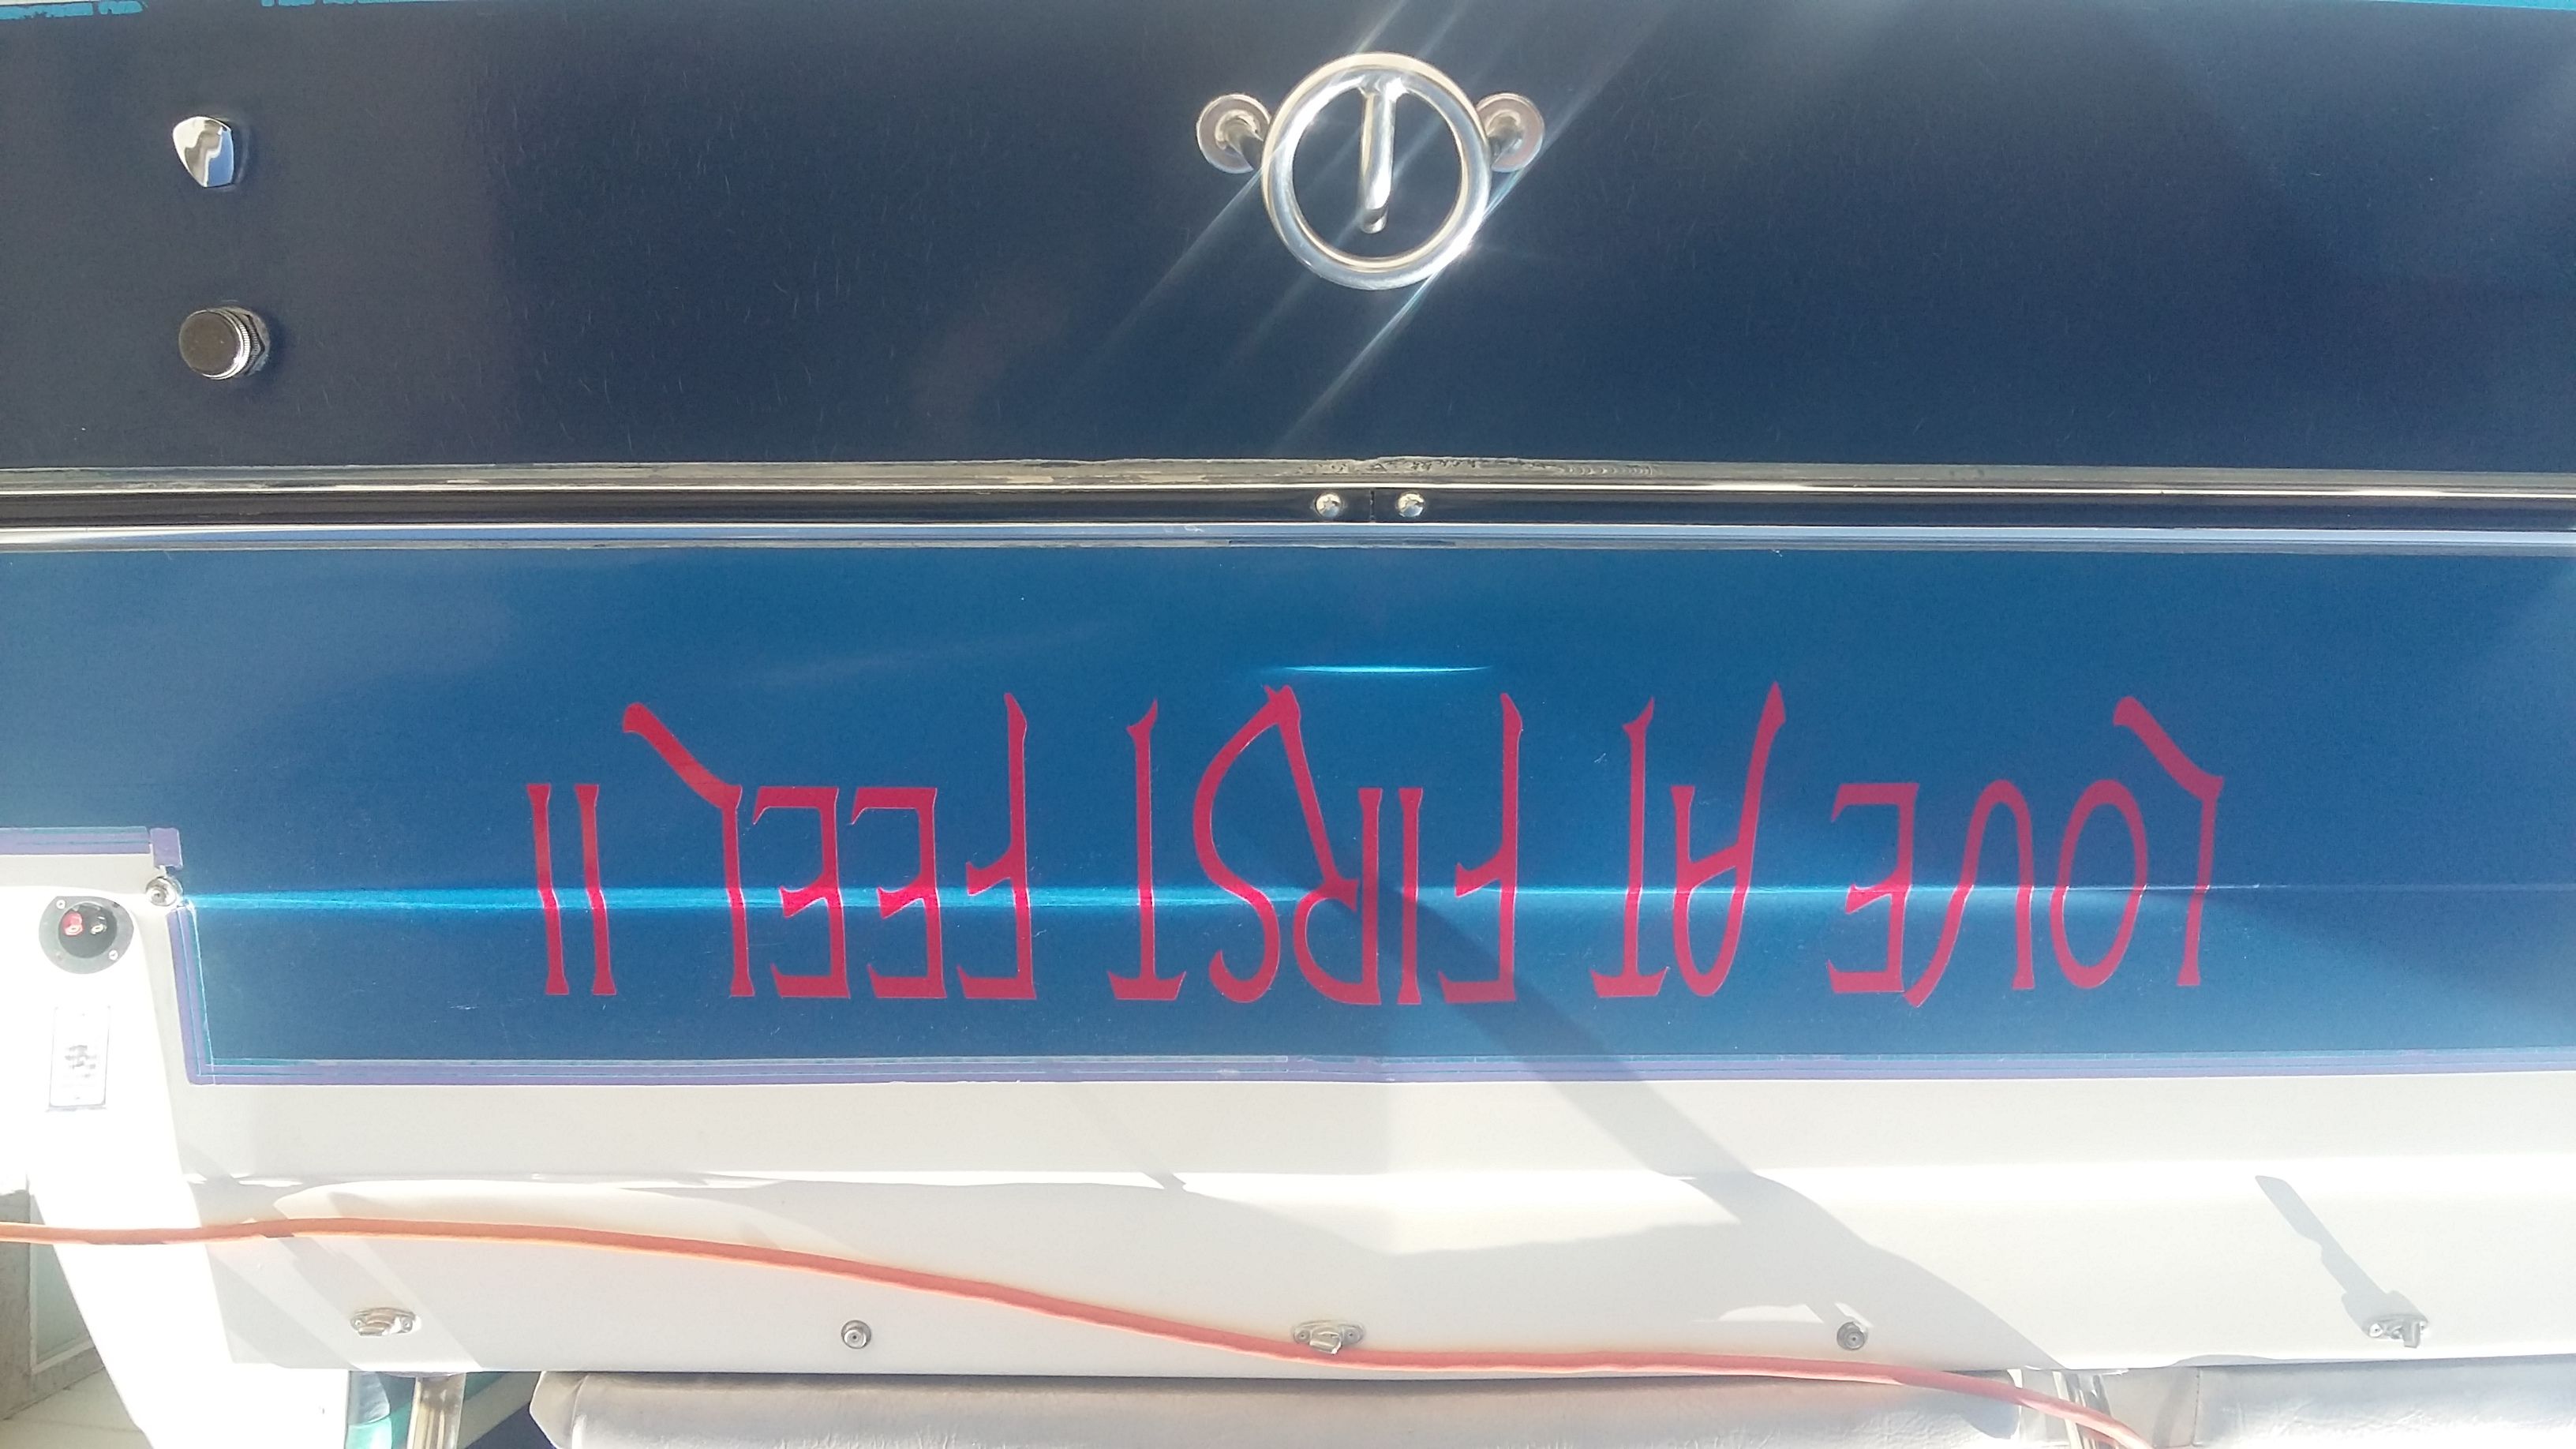 LOVE AT FIRST FEEL II